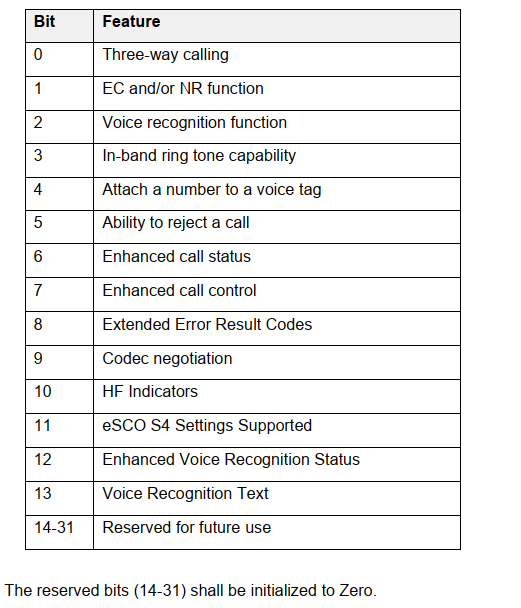 Bit Feature
0 Three-way calling
1 EC and/or NR function
2 Voice recognition function
3 In-band ring tone capability
4 Attach a number to a voice tag
5 Ability to reject a call
6 Enhanced call status
7 Enhanced call control
8 Extended Error Result Codes
9 Codec negotiation
10 HF Indicators
11 eSCO S4 Settings Supported
12 Enhanced Voice Recognition Status
13 Voice Recognition Text
14-31 Reserved for future use
The reserved bits (14-31) shall be initialized to Zero.